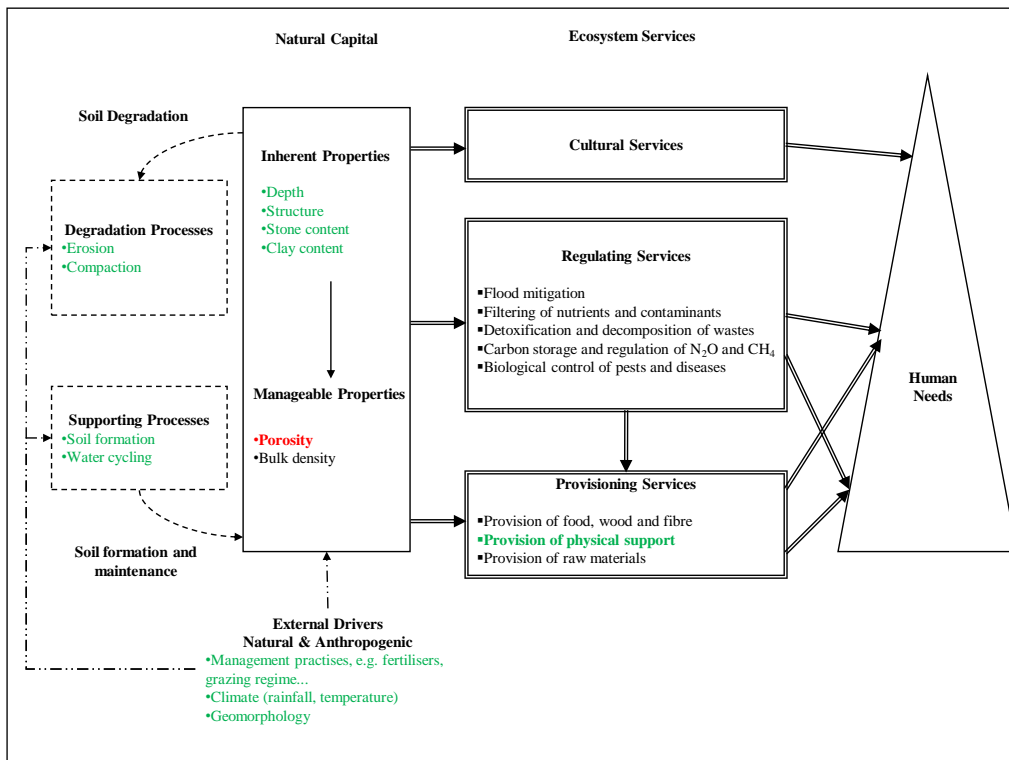 Natural Capital
Ecosystem Services
Soil Degradation
Inherent Properties
•Depth
•Structure
•Stone content
•Clay content
Manageable Properties
•Porosity
•Bulk density
Degradation Processes
•Erosion
•Compaction
Supporting Processes
•Soil formation
•Water cycling
Soil formation and
maintenance
External Drivers
Natural & Anthropogenic
•Management practises, e.g. fertilisers,
grazing regime...
•Climate (rainfall, temperature)
•Geomorphology
Cultural Services
Regulating Services
▪Flood mitigation
▪Filtering of nutrients and contaminants
▪Detoxification and decomposition of wastes
▪Carbon storage and regulation of N₂O and CH₄
▪Biological control of pests and diseases
Provisioning Services
▪Provision of food, wood and fibre
▪Provision of physical support
▪Provision of raw materials
Human
Needs